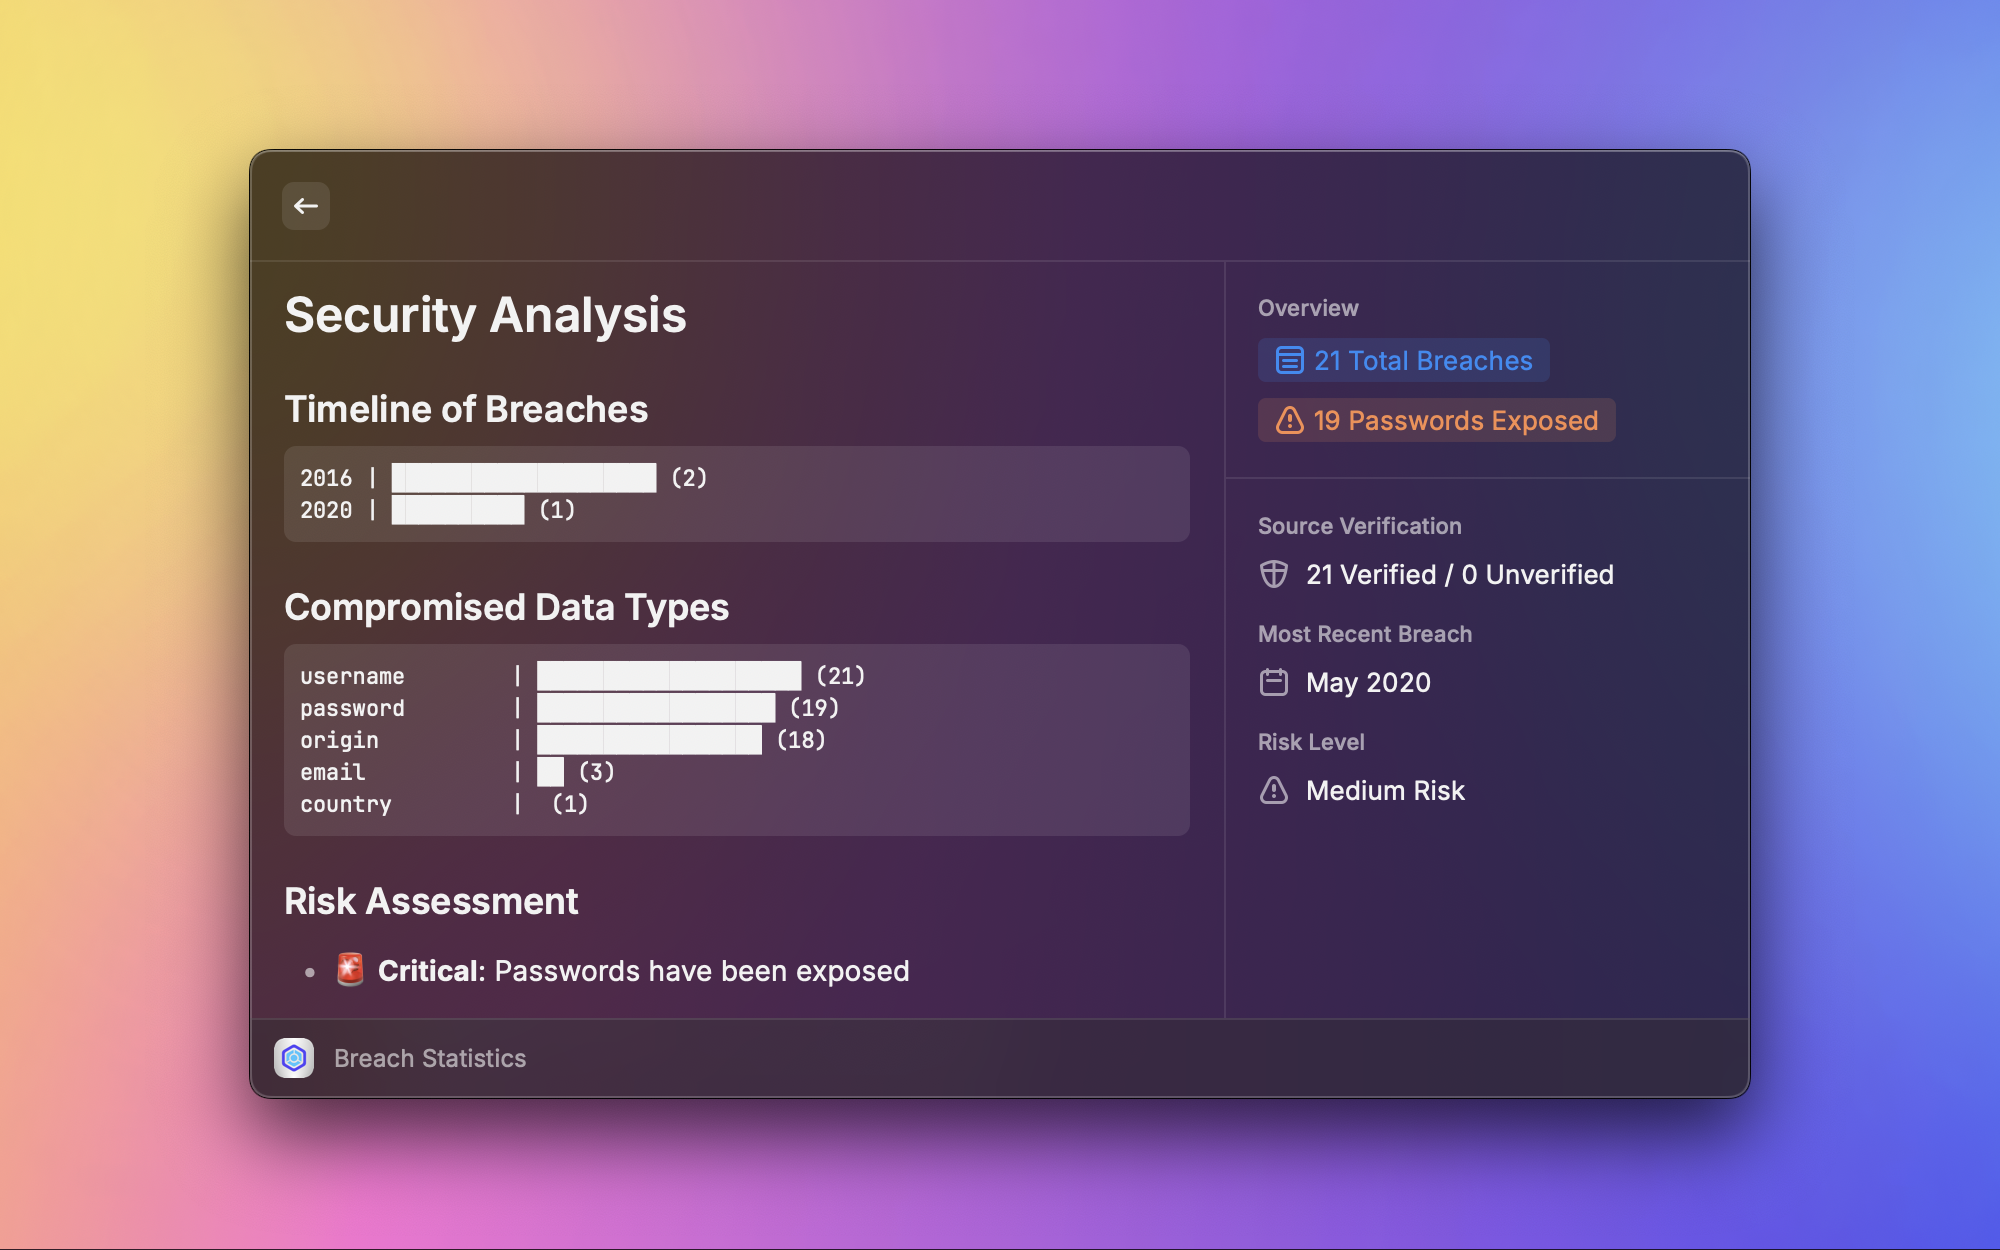 Security Analysis
Timeline of Breaches
2016 | ████████████████████ (2)
2020 | ██████████ (1)
Compromised Data Types
username | ████████████████████ (21)
password | ██████████████████ (19)
origin | █████████████████ (18)
email | ██ (3)
country | (1)
Risk Assessment
• 🚨 Critical: Passwords have been exposed
Overview
21 Total Breaches
19 Passwords Exposed
Source Verification
21 Verified / 0 Unverified
Most Recent Breach
May 2020
Risk Level
Medium Risk
Breach Statistics